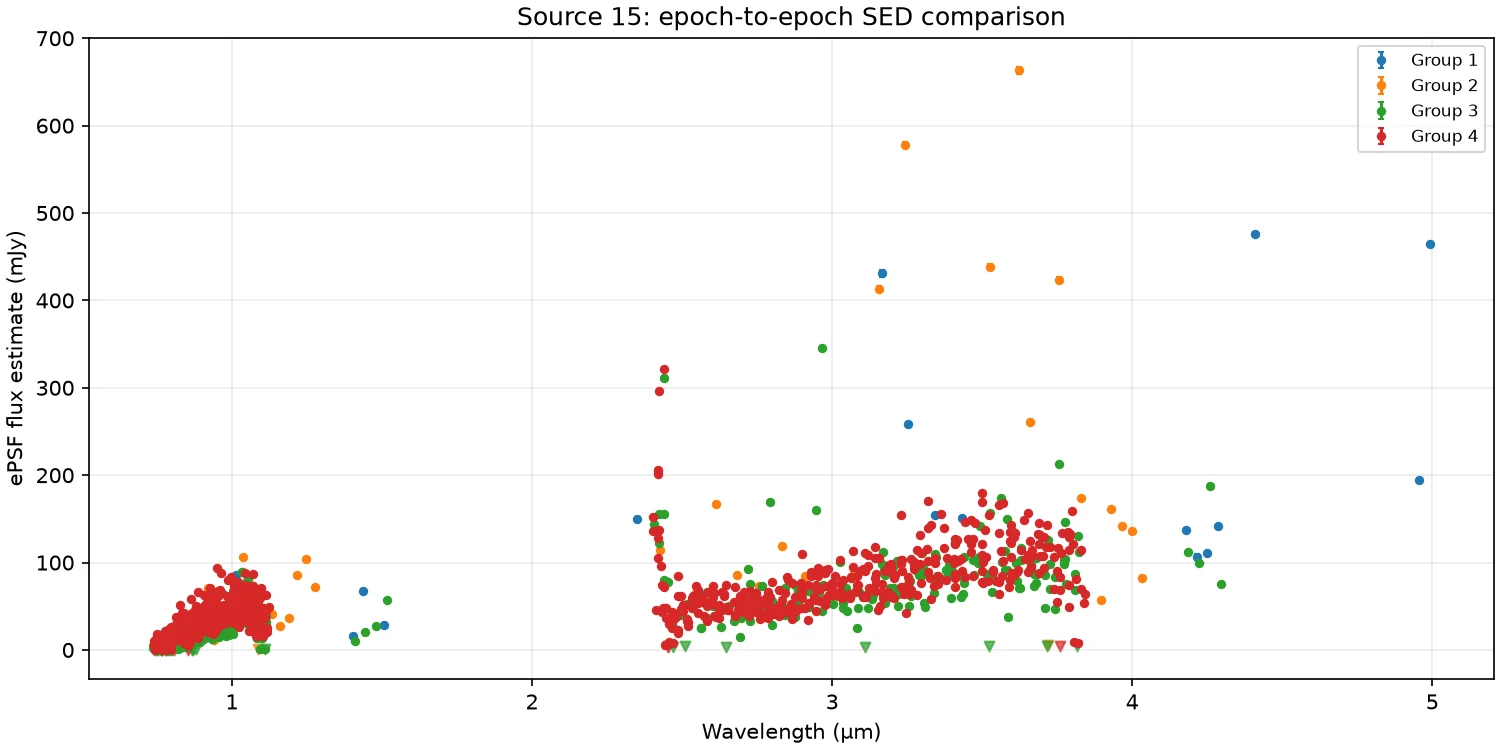 Source 15: epoch-to-epoch SED comparison
ePSF flux estimate (mJy)
700
600
500
400
300
200
100
0
1
2
3
4
5
Wavelength (µm)
Group 1
Group 2
Group 3
Group 4